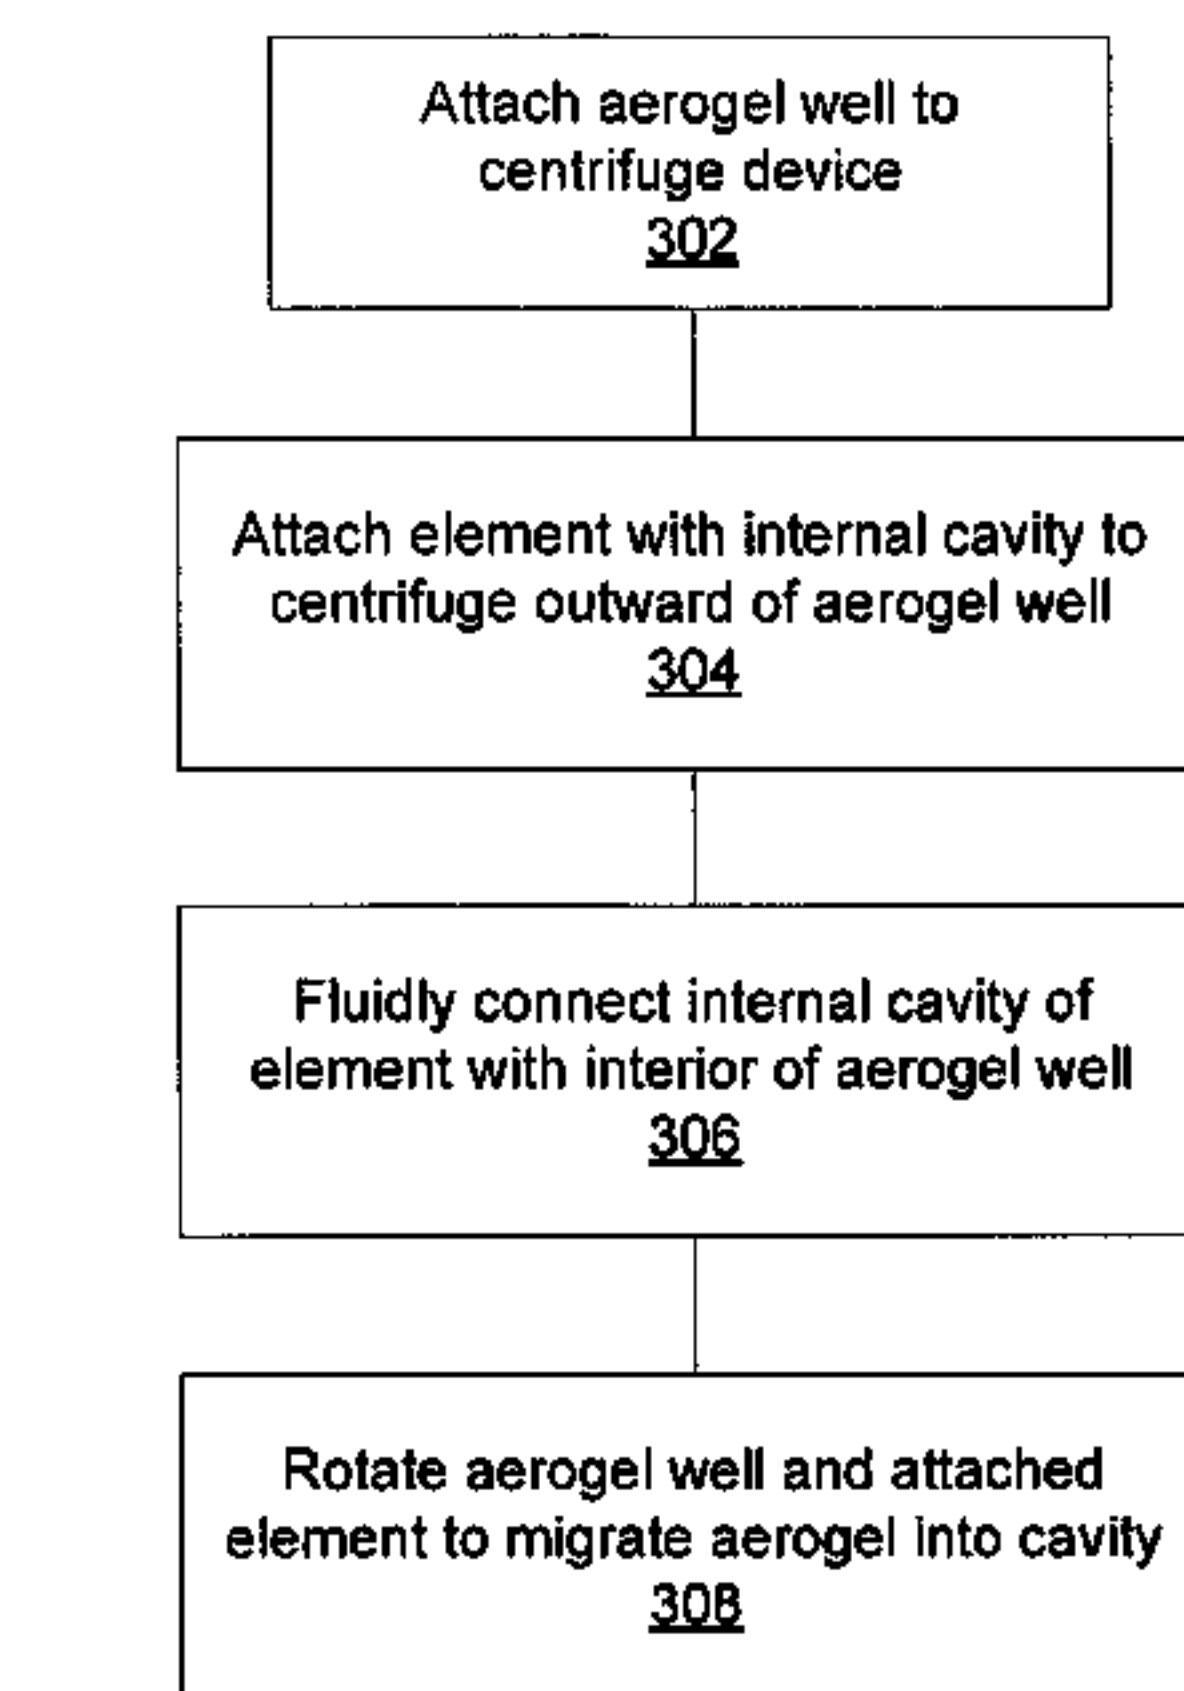 Attach aerogel well to
centrifuge device
302
Attach element with internal cavity to
centrifuge outward of aerogel well
304
Fluidly connect internal cavity of
element with interior of aerogel well
306
Rotate aerogel well and attached
element to migrate aerogel into cavity
308